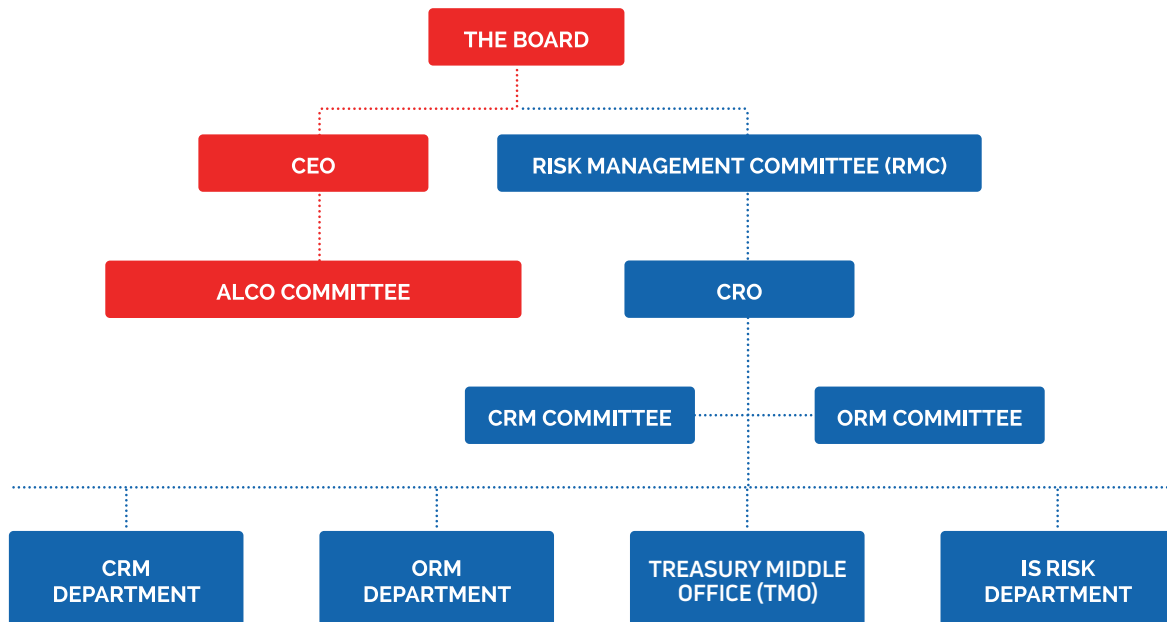 THE BOARD
CEO
RISK MANAGEMENT COMMITTEE (RMC)
ALCO COMMITTEE
CRO
CRM COMMITTEE
ORM COMMITTEE
CRM
DEPARTMENT
ORM
DEPARTMENT
TREASURY MIDDLE
OFFICE (TMO)
IS RISK
DEPARTMENT